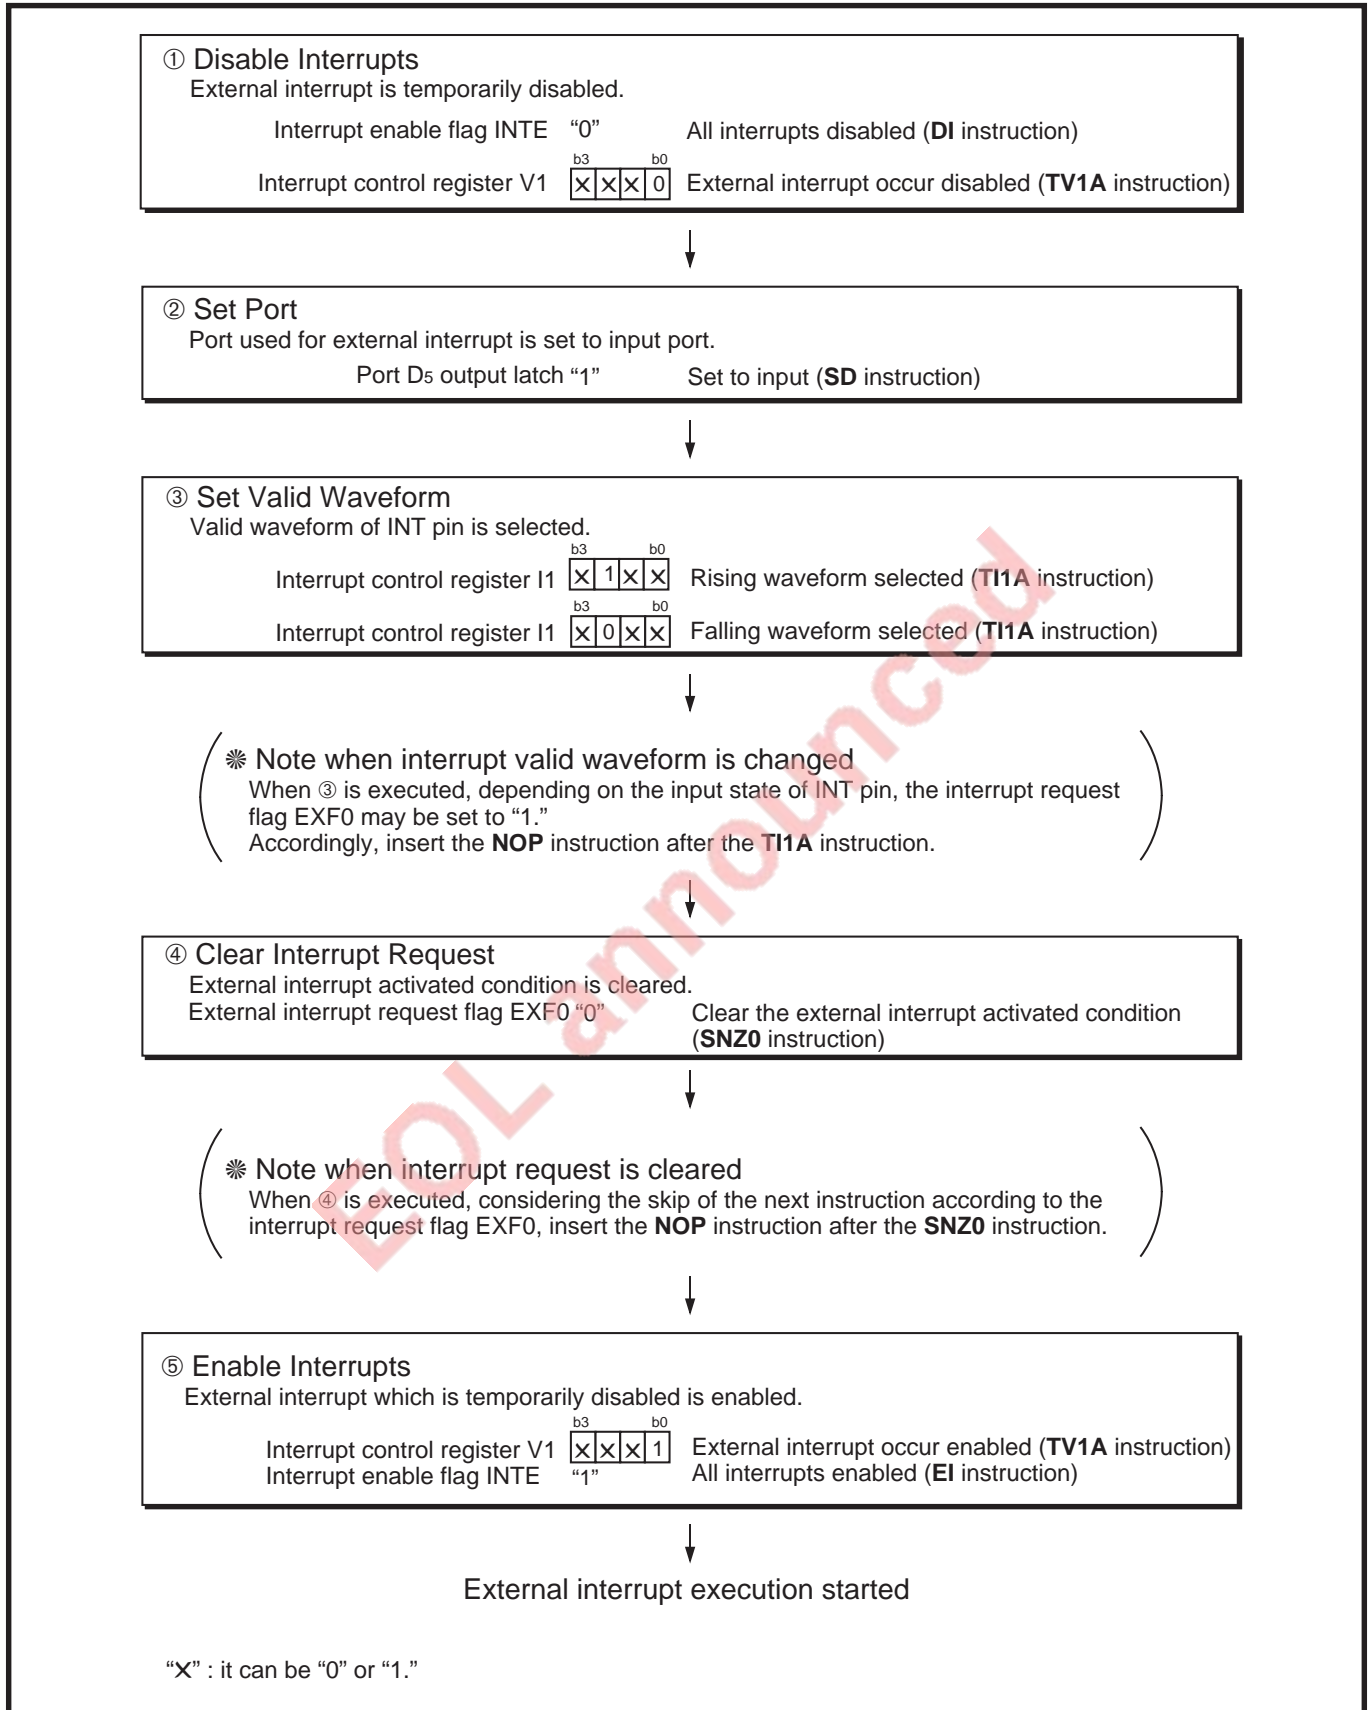 ① Disable Interrupts
External interrupt is temporarily disabled.
Interrupt enable flag INTE “0” All interrupts disabled (DI instruction)
b3 b0
Interrupt control register V1 ✕ ✕ ✕ 0 External interrupt occur disabled (TV1A instruction)
② Set Port
Port used for external interrupt is set to input port.
Port D5 output latch “1” Set to input (SD instruction)
③ Set Valid Waveform
Valid waveform of INT pin is selected.
b3 b0
Interrupt control register I1 ✕ 1 ✕ ✕ Rising waveform selected (TI1A instruction)
b3 b0
Interrupt control register I1 ✕ 0 ✕ ✕ Falling waveform selected (TI1A instruction)
❋ Note when interrupt valid waveform is changed
When ③ is executed, depending on the input state of INT pin, the interrupt request
flag EXF0 may be set to “1.”
Accordingly, insert the NOP instruction after the TI1A instruction.
④ Clear Interrupt Request
External interrupt activated condition is cleared.
External interrupt request flag EXF0 “0” Clear the external interrupt activated condition
(SNZ0 instruction)
❋ Note when interrupt request is cleared
When ④ is executed, considering the skip of the next instruction according to the
interrupt request flag EXF0, insert the NOP instruction after the SNZ0 instruction.
⑤ Enable Interrupts
External interrupt which is temporarily disabled is enabled.
b3 b0
Interrupt control register V1 ✕ ✕ ✕ 1 External interrupt occur enabled (TV1A instruction)
Interrupt enable flag INTE “1” All interrupts enabled (EI instruction)
External interrupt execution started
“✕” : it can be “0” or “1.”
EOL announced